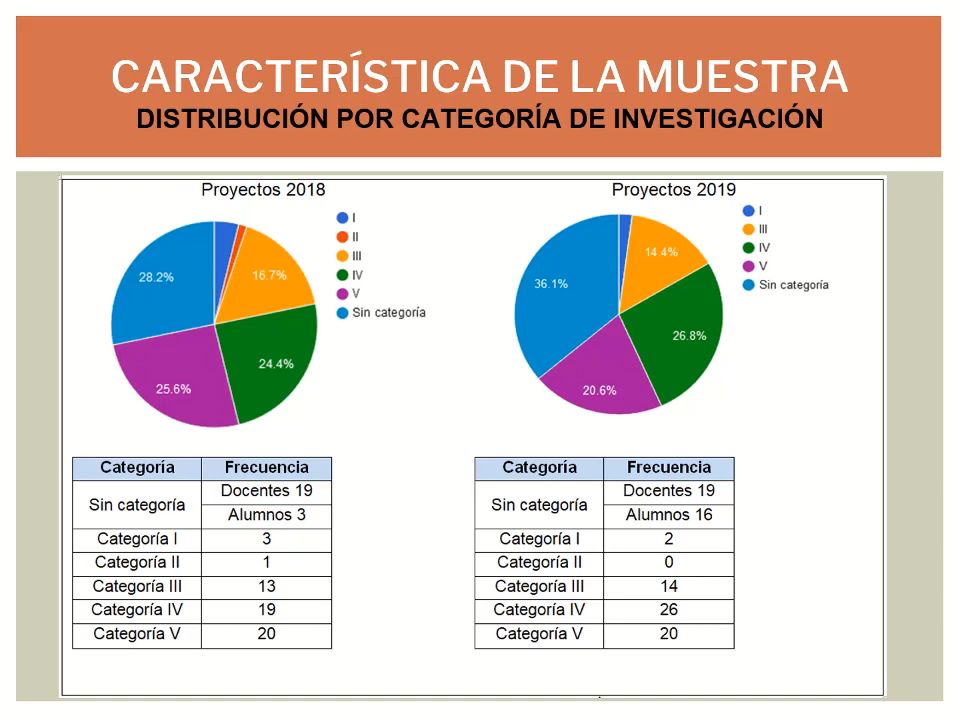 CARACTERÍSTICA DE LA MUESTRA
DISTRIBUCIÓN POR CATEGORÍA DE INVESTIGACIÓN
Proyectos 2018
I
II
III
IV
V
Sin categoría
28.2%
16.7%
24.4%
25.6%
Proyectos 2019
I
III
IV
V
Sin categoría
14.4%
36.1%
26.8%
20.6%
Categoría Frecuencia
Sin categoría Docentes 19
Alumnos 3
Categoría I 3
Categoría II 1
Categoría III 13
Categoría IV 19
Categoría V 20
Categoría Frecuencia
Sin categoría Docentes 19
Alumnos 16
Categoría I 2
Categoría II 0
Categoría III 14
Categoría IV 26
Categoría V 20